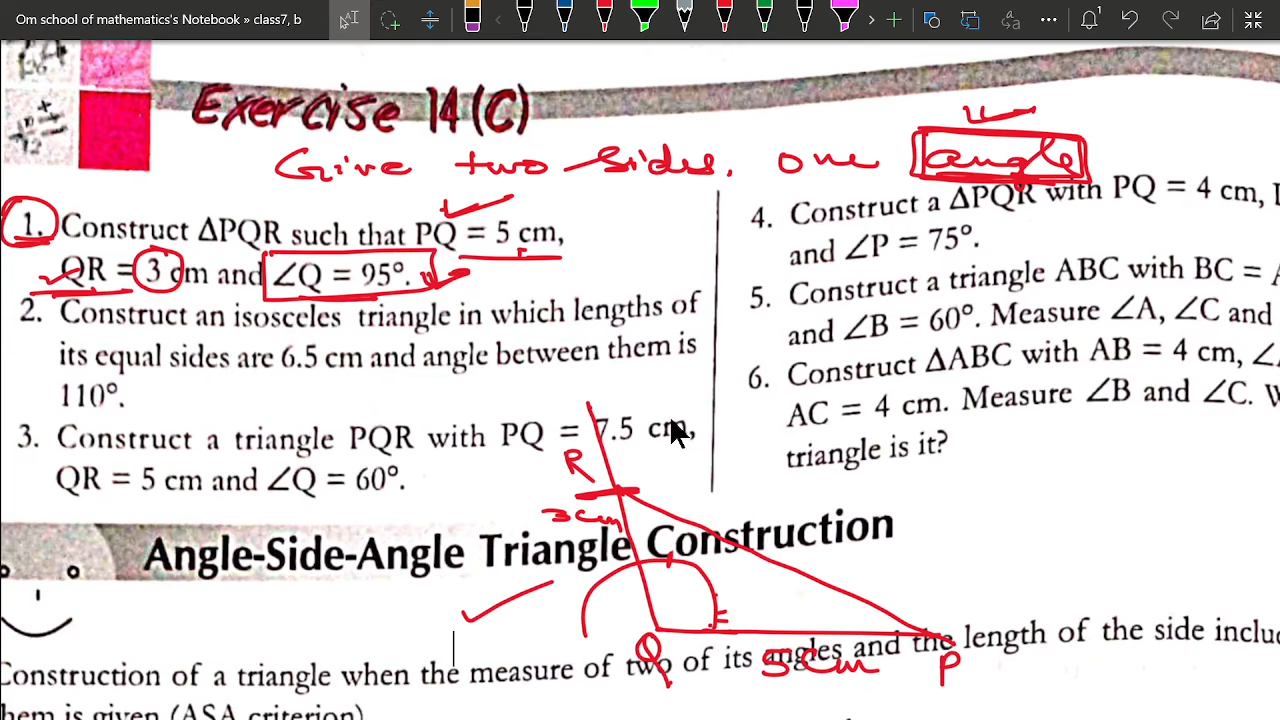 Om school of mathematics's Notebook » class7, b
Exercise 14(C)
Give two sides, one angle
1. Construct ΔPQR such that PQ = 5 cm,
QR = 3 cm and ∠Q = 95°.
2. Construct an isosceles triangle in which lengths of
its equal sides are 6.5 cm and angle between them is
110°.
3. Construct a triangle PQR with PQ = 7.5 cm,
QR = 5 cm and ∠Q = 60°.
4. Construct a ΔPQR with PQ = 4 cm,
and ∠P = 75°.
5. Construct a triangle ABC with BC =
and ∠B = 60°. Measure ∠A, ∠C and
6. Construct ΔABC with AB = 4 cm,
AC = 4 cm. Measure ∠B and ∠C.
triangle is it?
R
3cm
Q
5cm
P
Angle-Side-Angle Triangle Construction
Construction of a triangle when the measure of two of its angles and the length of the side
them is given (ASA criterion)